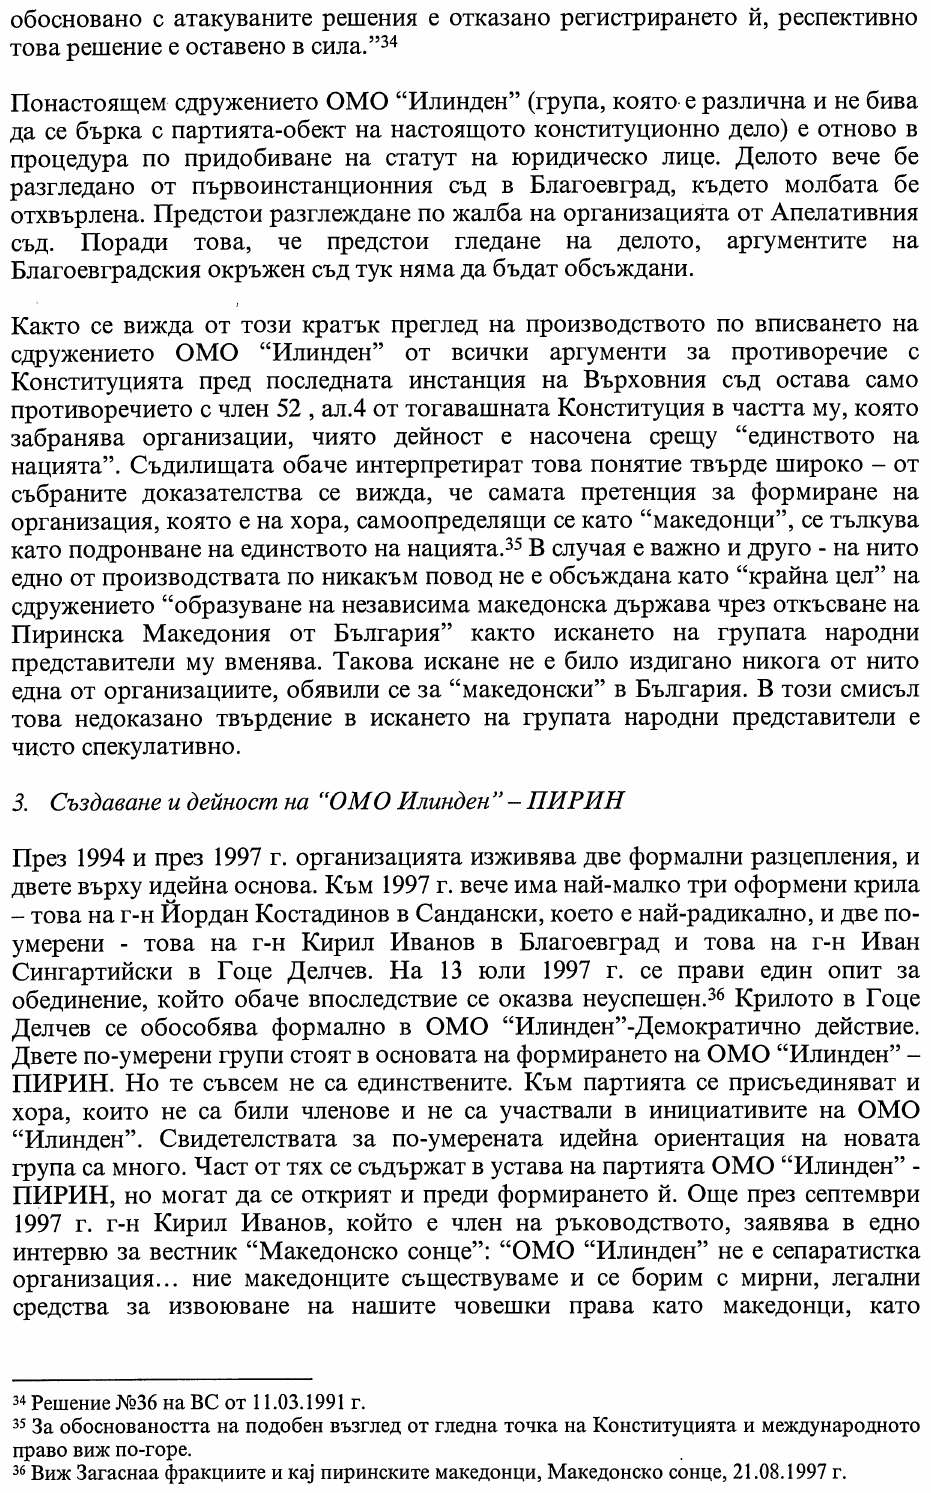 обосновано с атакуваните решения е отказано регистрирането й, респективно
това решение е оставено в сила.”34
Понастоящем сдружението ОМО “Илинден” (група, която е различна и не бива
да се бърка с партията-обект на настоящото конституционно дело) е отново в
процедура по придобиване на статут на юридическо лице. Делото вече бе
разгледано от първоинстанционния съд в Благоевград, където молбата бе
отхвърлена. Предстои разглеждане по жалба на организацията от Апелативния
съд. Поради това, че предстои гледане на делото, аргументите на
Благоевградския окръжен съд тук няма да бъдат обсъждани.
Както се вижда от този кратък преглед на производството по вписването на
сдружението ОМО “Илинден” от всички аргументи за противоречие с
Конституцията пред последната инстанция на Върховния съд остава само
противоречието с член 52 , ал.4 от тогавашната Конституция в частта му, която
забранява организации, чиято дейност е насочена срещу “единството на
нацията”. Съдилищата обаче интерпретират това понятие твърде широко – от
събраните доказателства се вижда, че самата претенция за формиране на
организация, която е на хора, самоопределящи се като “македонци”, се тълкува
като подронване на единството на нацията.35 В случая е важно и друго - на нито
едно от производствата по никакъм повод не е обсъждана като “крайна цел” на
сдружението “образуване на независима македонска държава чрез откъсване на
Пиринска Македония от България” както искането на групата народни
представители му вменява. Такова искане не е било издигано никога от нито
една от организациите, обявили се за “македонски” в България. В този смисъл
това недоказано твърдение в искането на групата народни представители е
чисто спекулативно.
3. Създаване и дейност на “ОМО Илинден” – ПИРИН
През 1994 и през 1997 г. организацията изживява две формални разцепления, и
двете върху идейна основа. Към 1997 г. вече има най-малко три оформени крила
– това на г-н Йордан Костадинов в Сандански, което е най-радикално, и две по-
умерени - това на г-н Кирил Иванов в Благоевград и това на г-н Иван
Сингартийски в Гоце Делчев. На 13 юли 1997 г. се прави един опит за
обединение, който обаче впоследствие се оказва неуспешен.36 Крилото в Гоце
Делчев се обособява формално в ОМО “Илинден”-Демократично действие.
Двете по-умерени групи стоят в основата на формирането на ОМО “Илинден” –
ПИРИН. Но те съвсем не са единствените. Към партията се присъединяват и
хора, които не са били членове и не са участвали в инициативите на ОМО
“Илинден”. Свидетелствата за по-умерената идейна ориентация на новата
група са много. Част от тях се съдържат в устава на партията ОМО “Илинден” -
ПИРИН, но могат да се открият и преди формирането й. Още през септември
1997 г. г-н Кирил Иванов, който е член на ръководството, заявява в едно
интервю за вестник “Македонско сонце”: “ОМО “Илинден” не е сепаратистка
организация... ние македонците съществуваме и се борим с мирни, легални
средства за извоюване на нашите човешки права като македонци, като
34 Решение №36 на ВС от 11.03.1991 г.
35 За обосноваността на подобен възглед от гледна точка на Конституцията и международното
право виж по-горе.
36 Виж Загаснаа фракциите и кај пиринските македонци, Македонско сонце, 21.08.1997 г.